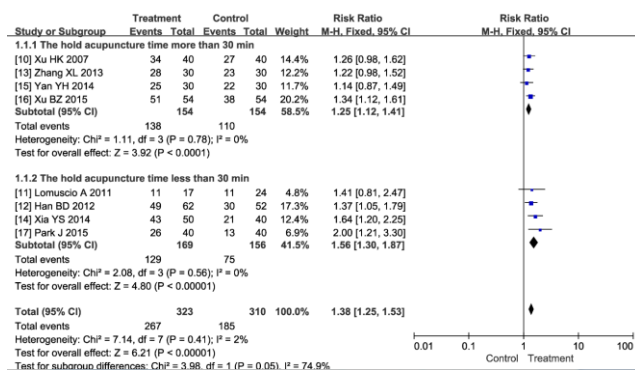 Treatment Control Risk Ratio Risk Ratio
Study or Subgroup Events Total Events Total Weight M-H, Fixed, 95% CI M-H, Fixed, 95% CI
1.1.1 The hold acupuncture time more than 30 min
[10] Xu HK 2007 34 40 27 40 14.4% 1.26 [0.98, 1.62]
[13] Zhang XL 2013 28 30 23 30 12.2% 1.22 [0.98, 1.52]
[15] Yan YH 2014 25 30 22 30 11.7% 1.14 [0.87, 1.49]
[16] Xu BZ 2015 51 54 38 54 20.2% 1.34 [1.12, 1.61]
Subtotal (95% CI) 154 154 58.5% 1.25 [1.12, 1.41]
Total events 138 110
Heterogeneity: Chi² = 1.11, df = 3 (P = 0.78); I² = 0%
Test for overall effect: Z = 3.92 (P < 0.0001)
1.1.2 The hold acupuncture time less than 30 min
[11] Lomuscio A 2011 11 17 11 24 4.8% 1.41 [0.81, 2.47]
[12] Han BD 2012 49 62 30 52 17.3% 1.37 [1.05, 1.79]
[14] Xia YS 2014 43 50 21 40 12.4% 1.64 [1.20, 2.25]
[17] Park J 2015 26 40 13 40 6.9% 2.00 [1.21, 3.30]
Subtotal (95% CI) 169 156 41.5% 1.56 [1.30, 1.87]
Total events 129 75
Heterogeneity: Chi² = 2.08, df = 3 (P = 0.56); I² = 0%
Test for overall effect: Z = 4.80 (P < 0.00001)
Total (95% CI) 323 310 100.0% 1.38 [1.25, 1.53]
Total events 267 185
Heterogeneity: Chi² = 7.14, df = 7 (P = 0.41); I² = 2%
Test for overall effect: Z = 6.21 (P < 0.00001)
Test for subgroup differences: Chi² = 3.98, df = 1 (P = 0.05), I² = 74.9%
0.01 0.1 1 10 100
Control Treatment